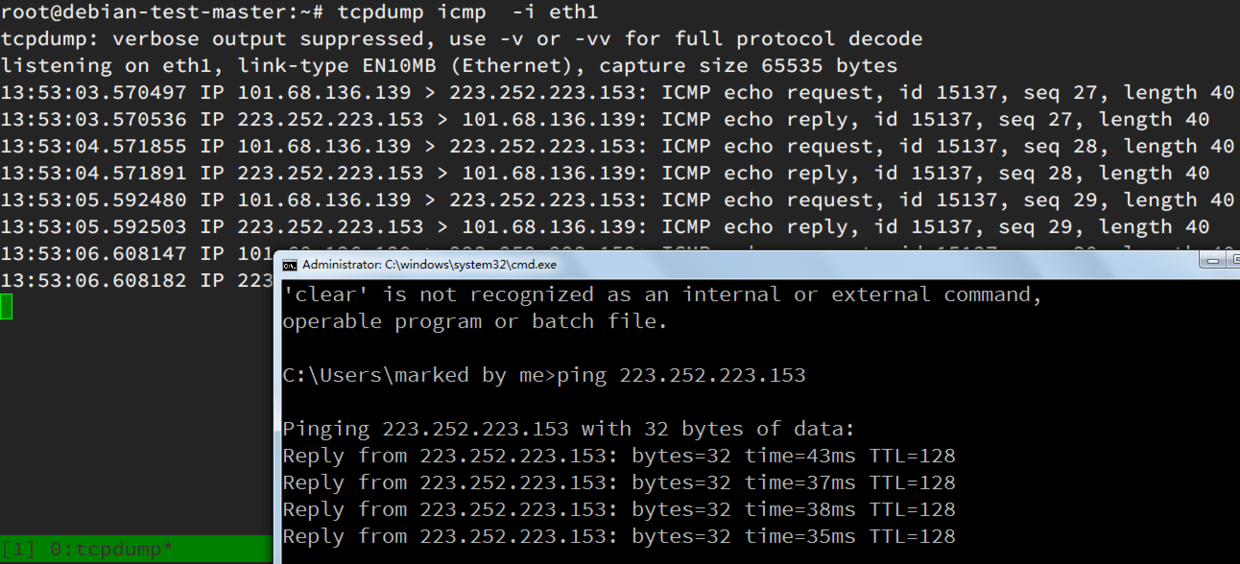 root@debian-test-master:~# tcpdump icmp  -i eth1
tcpdump: verbose output suppressed, use -v or -vv for full protocol decode
listening on eth1, link-type EN10MB (Ethernet), capture size 65535 bytes
13:53:03.570497 IP 101.68.136.139 > 223.252.223.153: ICMP echo request, id 15137, seq 27, length 40
13:53:03.570536 IP 223.252.223.153 > 101.68.136.139: ICMP echo reply, id 15137, seq 27, length 40
13:53:04.571855 IP 101.68.136.139 > 223.252.223.153: ICMP echo request, id 15137, seq 28, length 40
13:53:04.571891 IP 223.252.223.153 > 101.68.136.139: ICMP echo reply, id 15137, seq 28, length 40
13:53:05.592480 IP 101.68.136.139 > 223.252.223.153: ICMP echo request, id 15137, seq 29, length 40
13:53:05.592503 IP 223.252.223.153 > 101.68.136.139: ICMP echo reply, id 15137, seq 29, length 40
13:53:06.608147 IP 101
13:53:06.608182 IP 223
Administrator: C:\windows\system32\cmd.exe
'clear' is not recognized as an internal or external command,
operable program or batch file.
C:\Users\marked by me>ping 223.252.223.153
Pinging 223.252.223.153 with 32 bytes of data:
Reply from 223.252.223.153: bytes=32 time=43ms TTL=128
Reply from 223.252.223.153: bytes=32 time=37ms TTL=128
Reply from 223.252.223.153: bytes=32 time=38ms TTL=128
Reply from 223.252.223.153: bytes=32 time=35ms TTL=128
[1] 0:tcpdump*